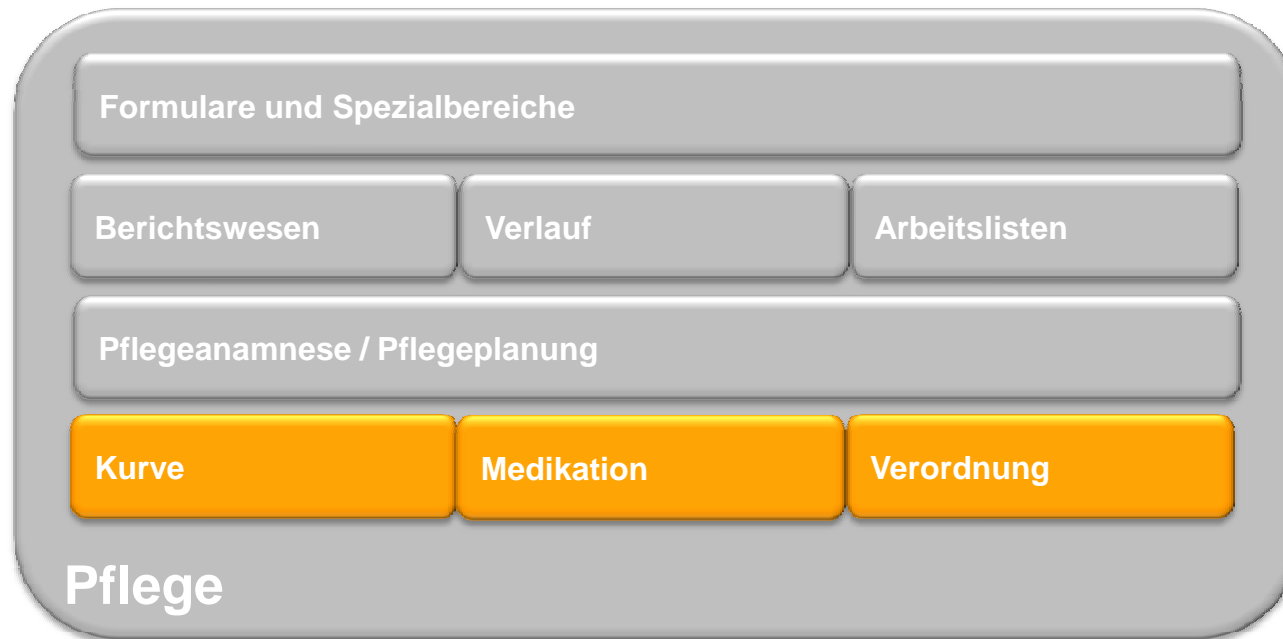 Formulare und Spezialbereiche
Berichtswesen
Verlauf
Arbeitslisten
Pflegeanamnese / Pflegeplanung
Kurve
Medikation
Verordnung
Pflege